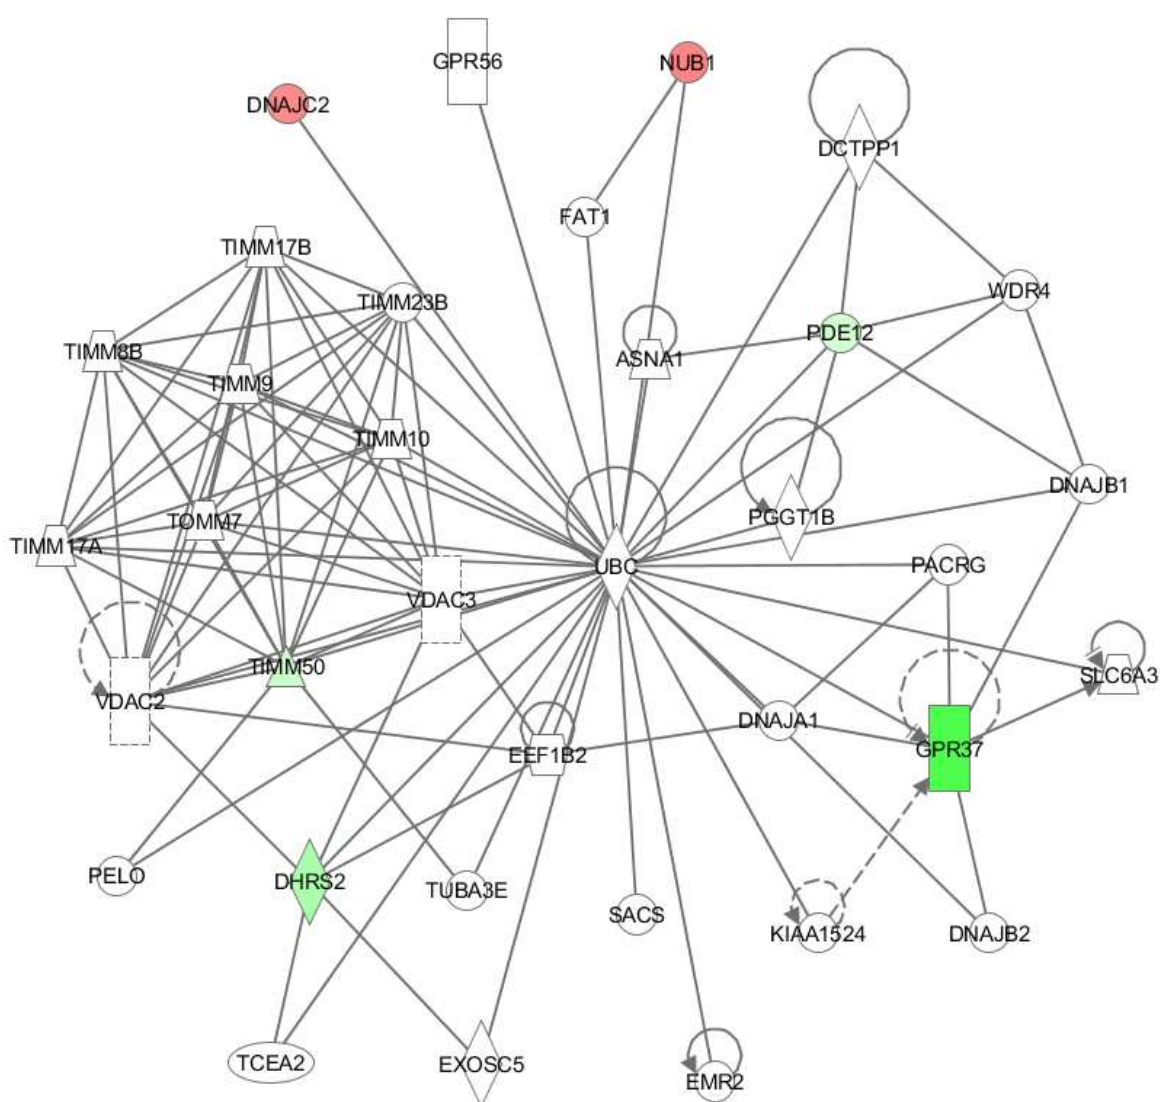 GPR56
NUB1
DNAJC2
DCTPP1
FAT1
TIMM17B
WDR4
TIMM23B
PDE12
TIMM8B
ASNA1
TIMM9
TIMM10
DNAJB1
PGGT1B
TOMM7
TIMM17A
UBC
PACRG
VDAC3
TIMM50
SLC6A3
VDAC2
DNAJA1
GPR37
EEF1B2
PELO
DHRS2
TUBA3E
SACS
KIAA1524
DNAJB2
TCEA2
EXOSC5
EMR2